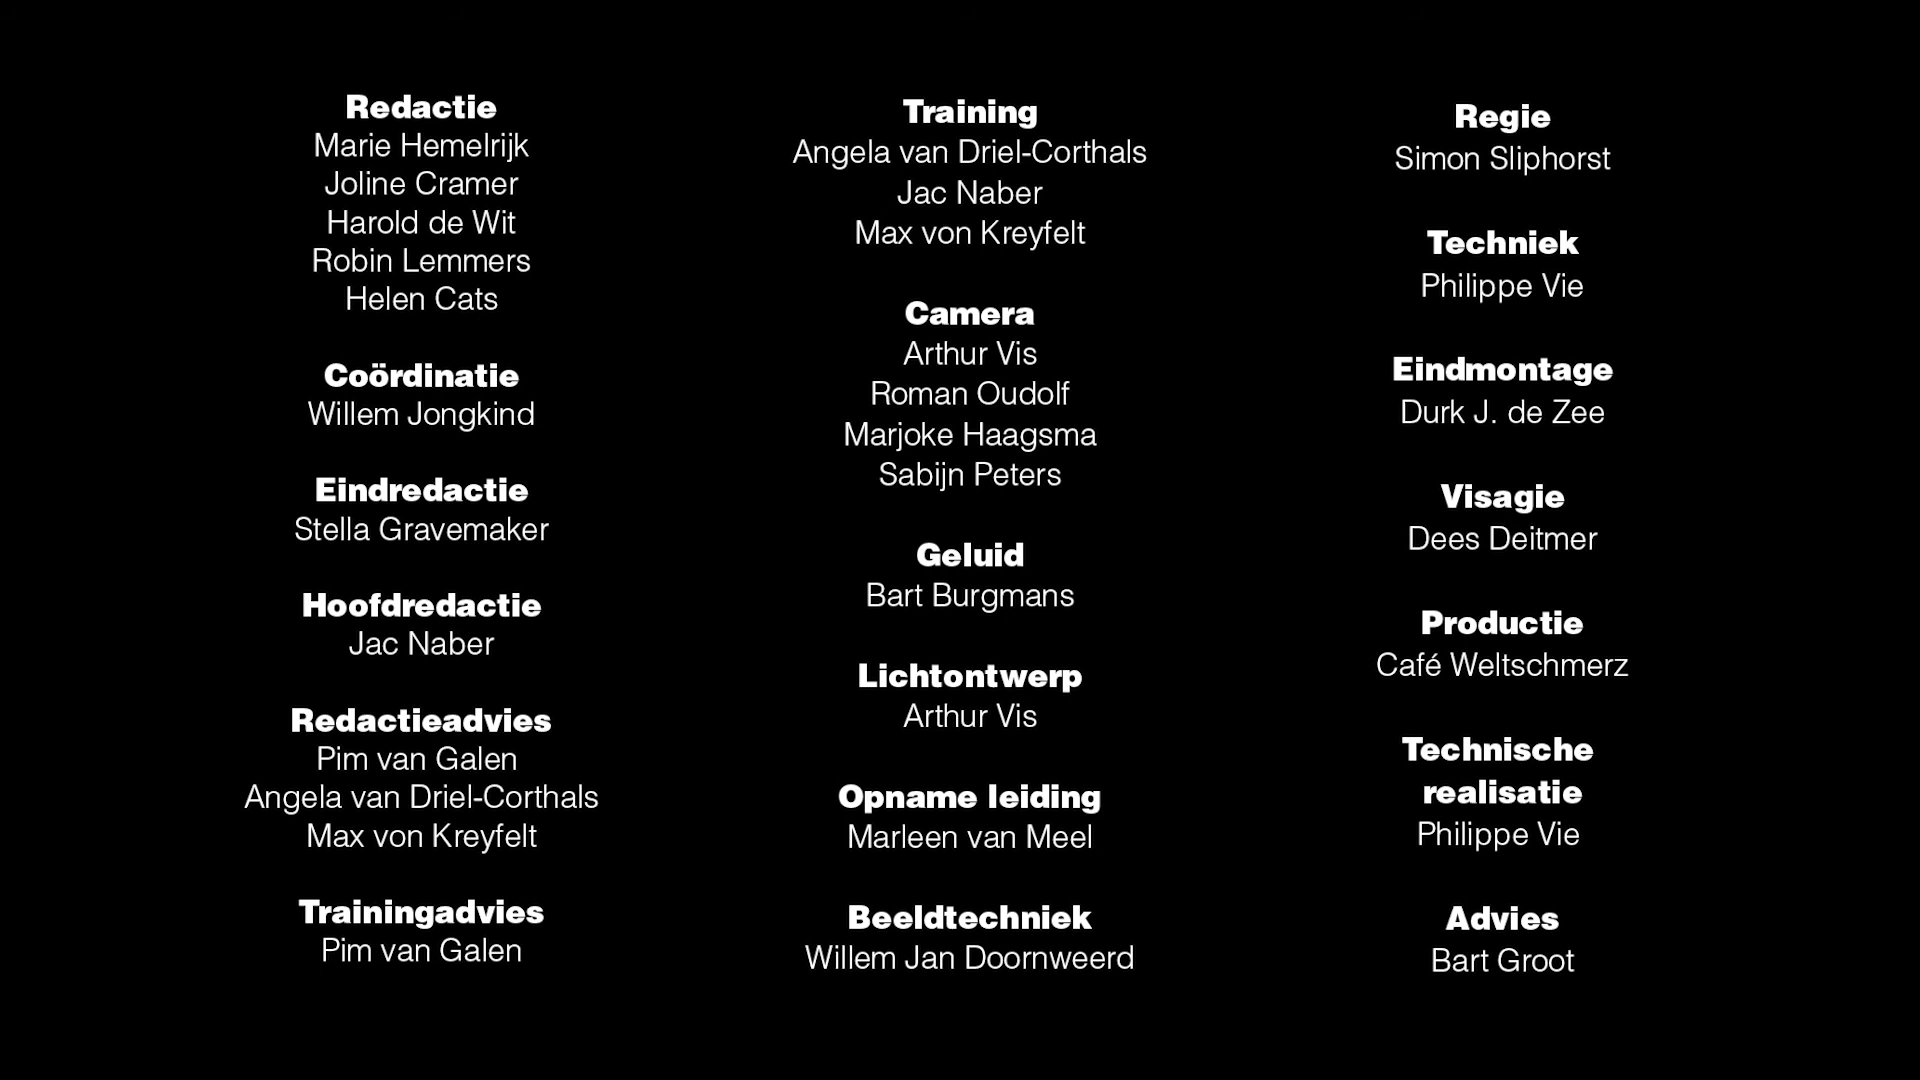 Redactie
Marie Hemelrijk
Joline Cramer
Harold de Wit
Robin Lemmers
Helen Cats
Coördinatie
Willem Jongkind
Eindredactie
Stella Gravemaker
Hoofdredactie
Jac Naber
Redactieadvies
Pim van Galen
Angela van Driel-Corthals
Max von Kreyfelt
Trainingadvies
Pim van Galen
Training
Angela van Driel-Corthals
Jac Naber
Max von Kreyfelt
Camera
Arthur Vis
Roman Oudolf
Marjoke Haagsma
Sabijn Peters
Geluid
Bart Burgmans
Lichtontwerp
Arthur Vis
Opname leiding
Marleen van Meel
Beeldtechniek
Willem Jan Doornweerd
Regie
Simon Sliphorst
Techniek
Philippe Vie
Eindmontage
Durk J. de Zee
Visagie
Dees Deitmer
Productie
Café Weltschmerz
Technische
realisatie
Philippe Vie
Advies
Bart Groot